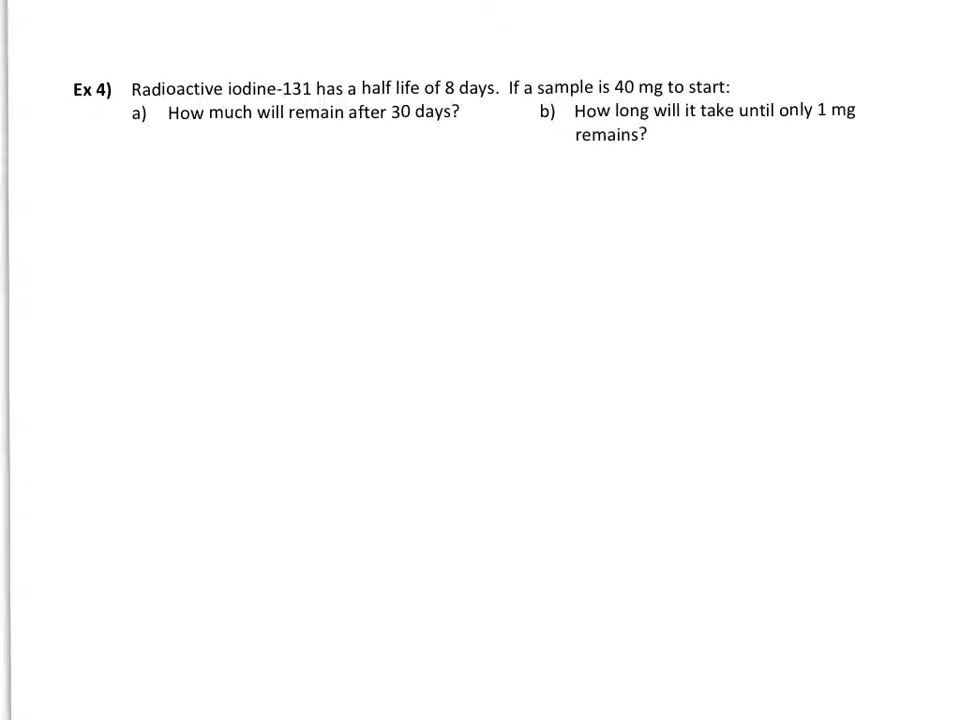 Ex 4) Radioactive iodine-131 has a half life of 8 days. If a sample is 40 mg to start:
a) How much will remain after 30 days?
b) How long will it take until only 1 mg
remains?